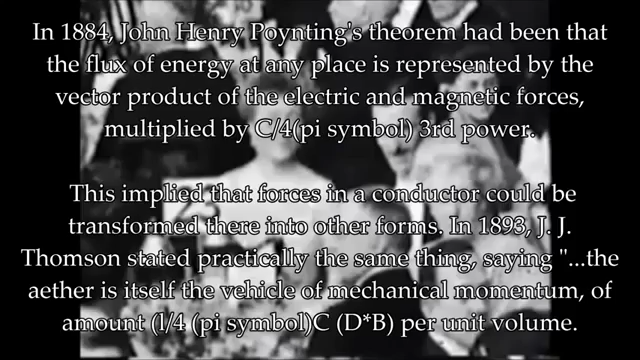 In 1884, John Henry Poynting's theorem had been that
the flux of energy at any place is represented by the
vector product of the electric and magnetic forces,
multiplied by C/4(pi symbol) 3rd power.
This implied that forces in a conductor could be
transformed there into other forms. In 1893, J. J.
Thomson stated practically the same thing, saying "...the
aether is itself the vehicle of mechanical momentum, of
amount (l/4 (pi symbol)C (D*B) per unit volume.